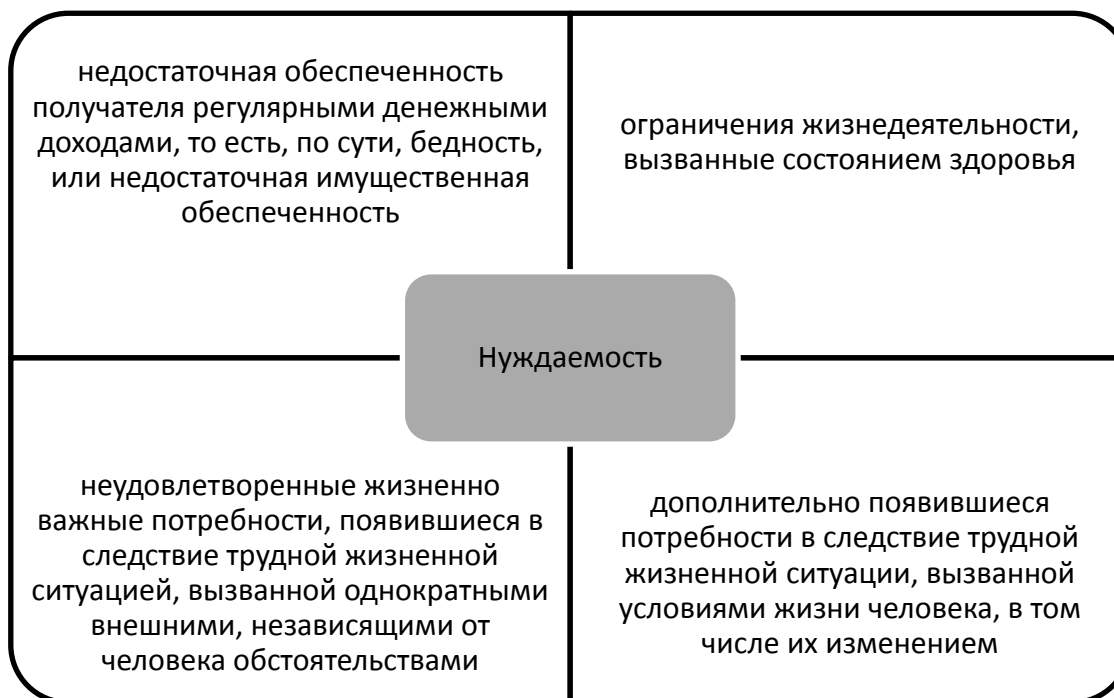 недостаточная обеспеченность
получателя регулярными денежными
доходами, то есть, по сути, бедность,
или недостаточная имущественная
обеспеченность
ограничения жизнедеятельности,
вызванные состоянием здоровья
Нуждаемость
неудовлетворенные жизненно
важные потребности, появившиеся в
следствие трудной жизненной
ситуацией, вызванной однократными
внешними, независящими от
человека обстоятельствами
дополнительно появившиеся
потребности в следствие трудной
жизненной ситуации, вызванной
условиями жизни человека, в том
числе их изменением